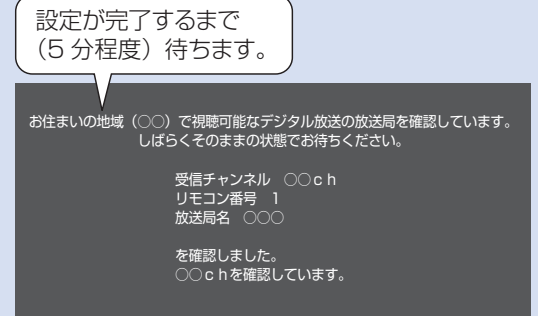 設定が完了するまで
（5 分程度）待ちます。
お住まいの地域（○○）で視聴可能なデジタル放送の放送局を確認しています。
しばらくそのままの状態でお待ちください。
受信チャンネル　○○ｃｈ
リモコン番号　1
放送局名　○○○
を確認しました。
○○ｃｈを確認しています。